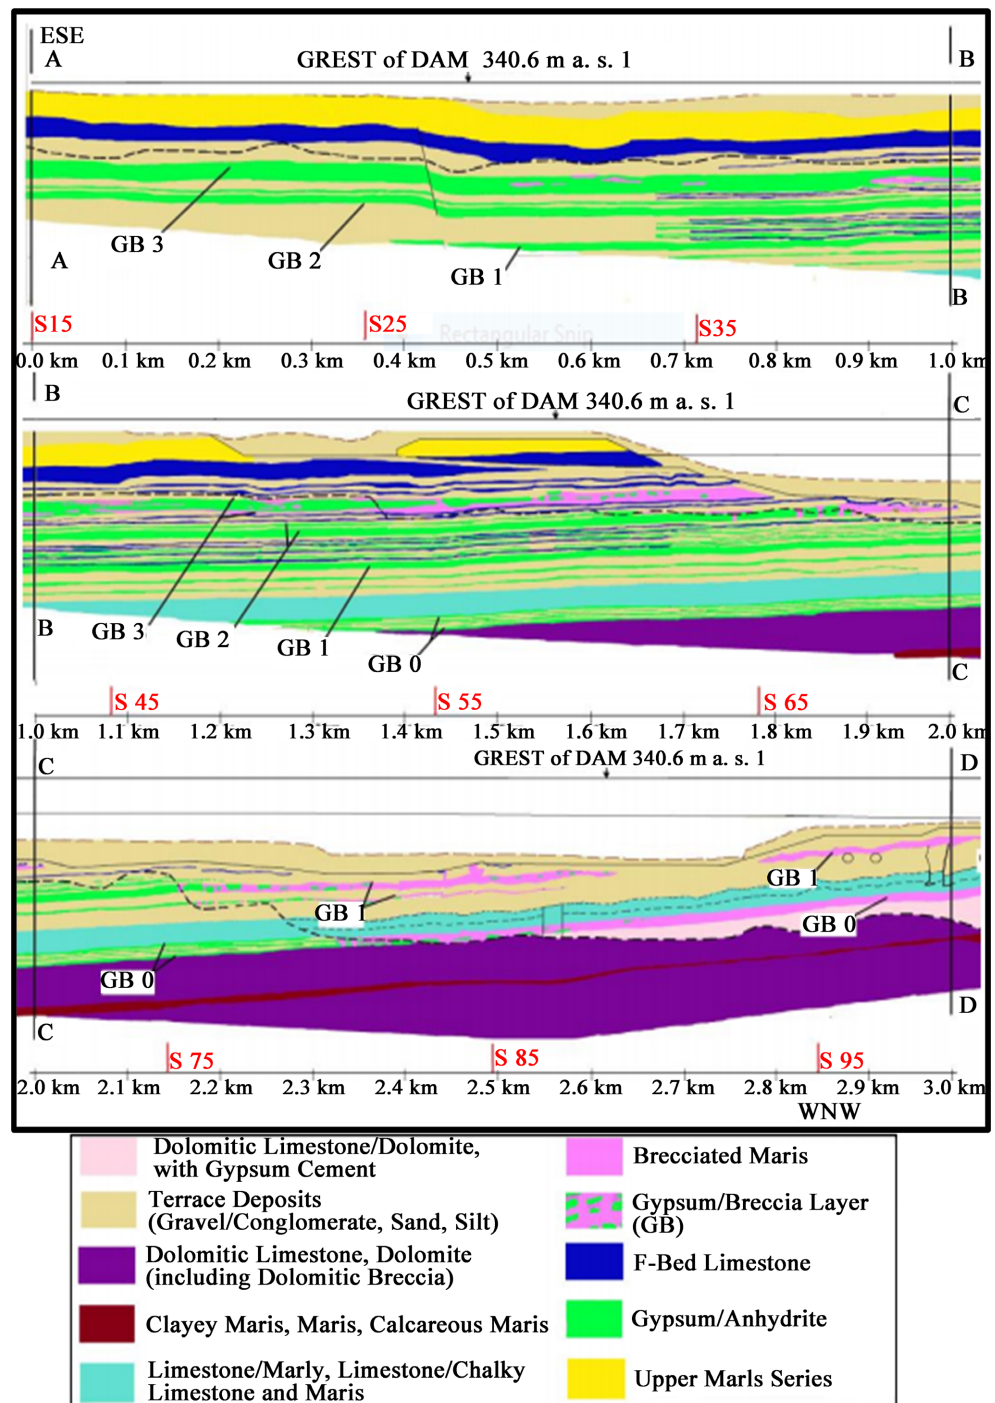 ESE
A
GREST of DAM 340.6 m a. s. 1
B
GB 3
A
GB 2
GB 1
B
S15
S25
Rectangular Snip
S35
0.0 km 0.1 km 0.2 km 0.3 km 0.4 km 0.5 km 0.6 km 0.7 km 0.8 km 0.9 km 1.0 km
B
GREST of DAM 340.6 m a. s. 1
C
B
GB 3
GB 2
GB 1
GB 0
C
S 45
S 55
S 65
1.0 km 1.1 km 1.2 km 1.3 km 1.4 km 1.5 km 1.6 km 1.7 km 1.8 km 1.9 km 2.0 km
C
GREST of DAM 340.6 m a. s. 1
D
GB 1
GB 1
GB 0
GB 0
C
D
S 75
S 85
S 95
2.0 km 2.1 km 2.2 km 2.3 km 2.4 km 2.5 km 2.6 km 2.7 km 2.8 km 2.9 km 3.0 km
WNW
Dolomitic Limestone/Dolomite,
with Gypsum Cement
Terrace Deposits
(Gravel/Conglomerate, Sand, Silt)
Dolomitic Limestone, Dolomite
(including Dolomitic Breccia)
Clayey Maris, Maris, Calcareous Maris
Limestone/Marly, Limestone/Chalky
Limestone and Maris
Brecciated Maris
Gypsum/Breccia Layer
(GB)
F-Bed Limestone
Gypsum/Anhydrite
Upper Marls Series